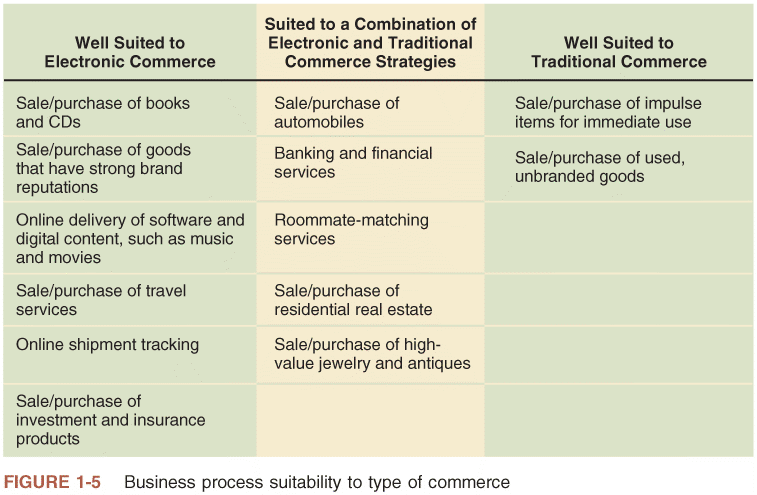 Well Suited to
Electronic Commerce
Suited to a Combination of
Electronic and Traditional
Commerce Strategies
Well Suited to
Traditional Commerce
Sale/purchase of books
and CDs
Sale/purchase of
automobiles
Sale/purchase of impulse
items for immediate use
Sale/purchase of goods
that have strong brand
reputations
Banking and financial
services
Sale/purchase of used,
unbranded goods
Online delivery of software and
digital content, such as music
and movies
Roommate-matching
services
Sale/purchase of travel
services
Sale/purchase of
residential real estate
Online shipment tracking
Sale/purchase of high-
value jewelry and antiques
Sale/purchase of
investment and insurance
products
FIGURE 1-5 Business process suitability to type of commerce